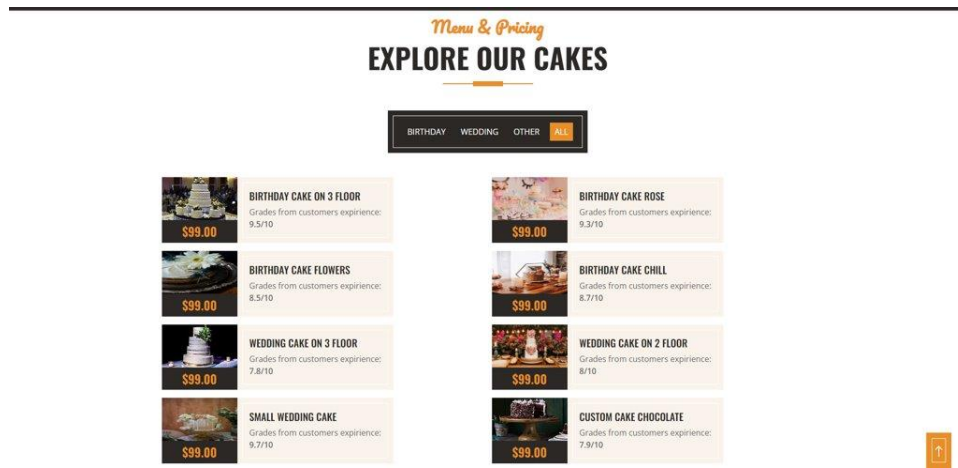 Menu & Pricing
EXPLORE OUR CAKES
BIRTHDAY WEDDING OTHER ALL
BIRTHDAY CAKE ON 3 FLOOR
Grades from customers expirience:
9.5/10
$99.00
BIRTHDAY CAKE ROSE
Grades from customers expirience:
9.3/10
$99.00
BIRTHDAY CAKE FLOWERS
Grades from customers expirience:
8.5/10
$99.00
BIRTHDAY CAKE CHILL
Grades from customers expirience:
8.7/10
$99.00
WEDDING CAKE ON 3 FLOOR
Grades from customers expirience:
7.8/10
$99.00
WEDDING CAKE ON 2 FLOOR
Grades from customers expirience:
8/10
$99.00
SMALL WEDDING CAKE
Grades from customers expirience:
9.7/10
$99.00
CUSTOM CAKE CHOCOLATE
Grades from customers expirience:
7.9/10
$99.00